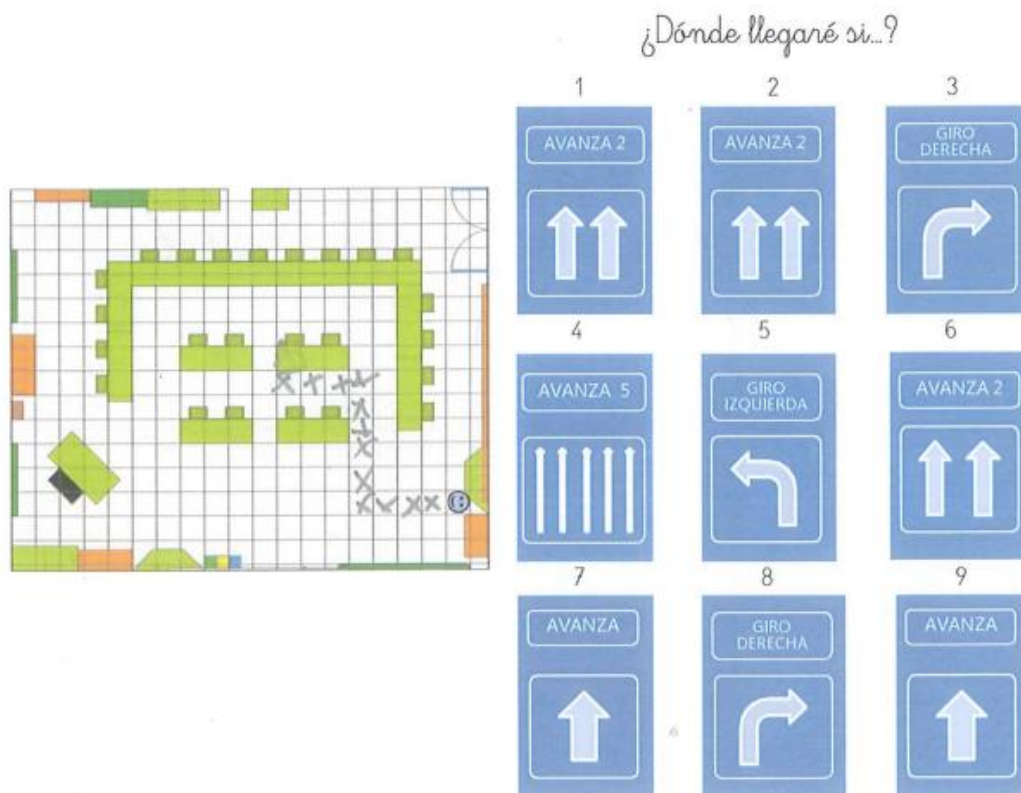 ¿Dónde llegaré si...?
1 2 3
AVANZA 2
AVANZA 2
GIRO
DERECHA
4 5 6
AVANZA 5
GIRO
IZQUIERDA
AVANZA 2
7 8 9
AVANZA
GIRO
DERECHA
AVANZA